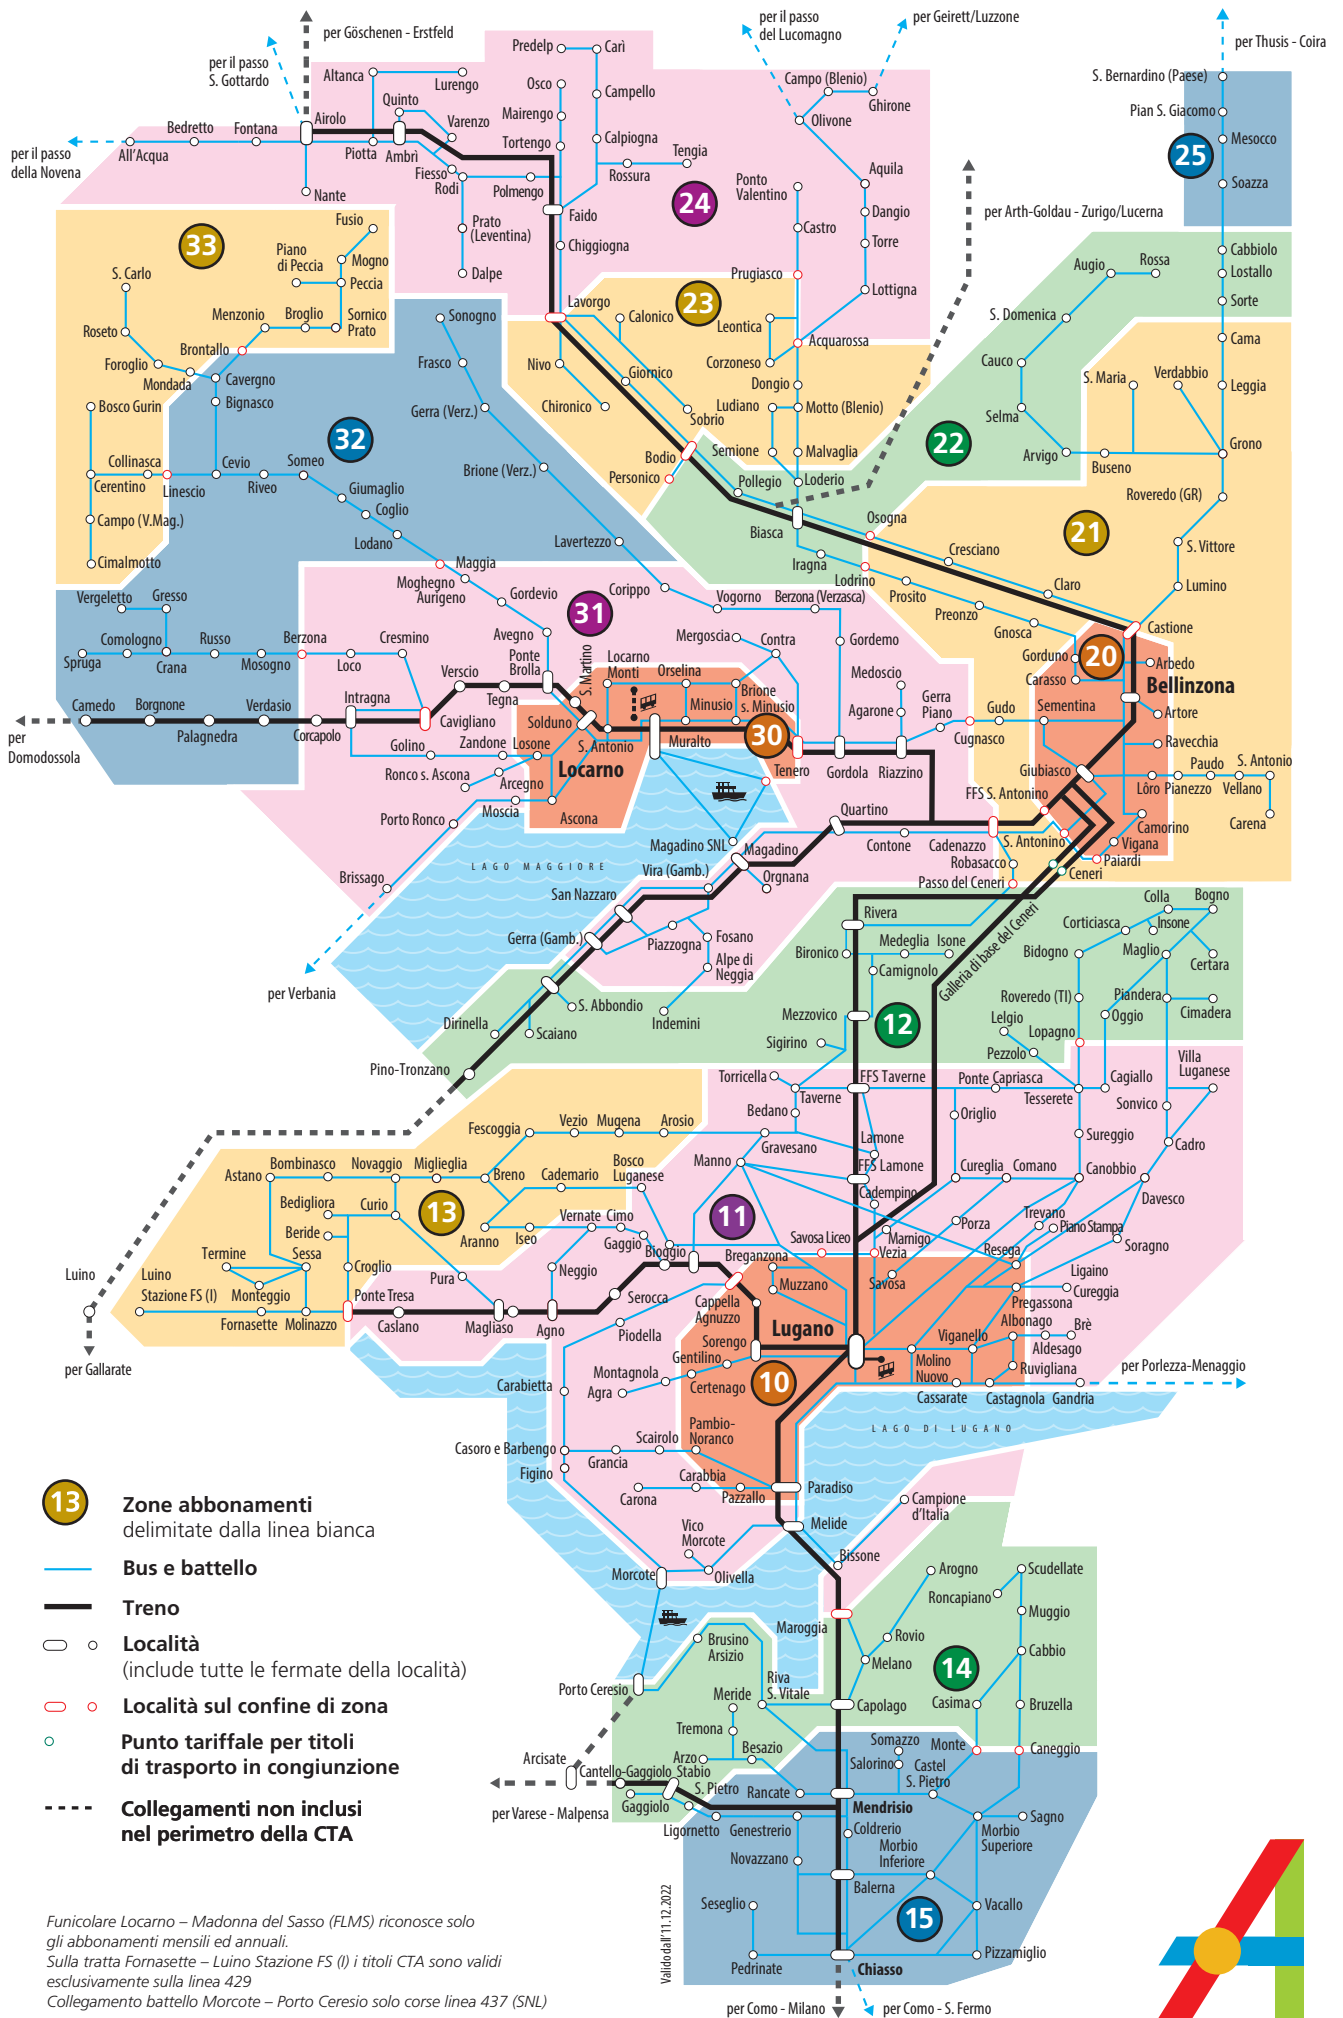 per Göschenen - Erstfeld
per il passo
S. Gottardo
per il passo
della Novena
per il passo
del Lucomagno
per Geirett/Luzzone
per Thusis - Coira
per Arth-Goldau - Zurigo/Lucerna
Predelp
Carì
Altanca
Lurengo
Osco
Campello
Quinto
Mairengo
Varenzo
Airolo
Bedretto
Fontana
All'Acqua
Piotta
Ambrì
Tortengo
Calpiogna
Tengia
Rossura
Fiesso
Rodi
Polmengo
Nante
Faido
24
Prato
(Leventina)
Chiggiogna
Dalpe
Lavorgo
Campo (Blenio)
Ghirone
Olivone
Aquila
Ponto
Valentino
Dangio
Castro
Torre
Prugiasco
Lottigna
S. Bernardino (Paese)
Pian S. Giacomo
Mesocco
25
Soazza
Cabbiolo
Lostallo
Sorte
Augio
Rossa
S. Domenica
Cauco
Selma
Arvigo
22
Cama
S. Maria
Verdabbio
Leggia
Grono
Buseno
Roveredo (GR)
S. Vittore
Lumino
21
33
Fusio
Piano
di Peccia
Mogno
Peccia
S. Carlo
Menzonio
Broglio
Sornico
Prato
Roseto
Brontallo
Foroglio
Mondada
Cavergno
Bignasco
Bosco Gurin
Collinasca
Cerentino
Linescio
Cevio
Riveo
Someo
Campo (V.Mag.)
Cimalmotto
Giumaglio
Coglio
Lodano
Maggia
32
Sonogno
Frasco
Gerra (Verz.)
Brione (Verz.)
Lavertezzo
Corippo
23
Calonico
Nivo
Giornico
Chironico
Sobrio
Leontica
Corzoneso
Acquarossa
Dongio
Ludiano
Motto (Blenio)
Semione
Malvaglia
Bodio
Personico
Pollegio
Loderio
Biasca
Osogna
Cresciano
Iragna
Lodrino
Claro
Prosito
Preonzo
Gnosca
Castione
Gorduno
20
Arbedo
Carasso
Bellinzona
Artore
Sementina
Ravecchia
Giubiasco
Lôro
Pianezzo
Paudo
S. Antonio
Vellano
Carena
Camorino
Vigana
Paiardi
FFS S. Antonino
S. Antonino
Ceneri
Robasacco
Passo del Ceneri
Vergeletto
Gresso
Comologno
Spruga
Crana
Russo
Mosogno
Berzona
Loco
Cresmino
Moghegno
Aurigeno
Gordevio
Avegno
Ponte
Brolla
31
S. Martino
Locarno
Monti
Orselina
Brione
s. Minusio
Minusio
Mergoscia
Contra
Vogorno
Berzona (Verzasca)
Gordemo
Medoscio
Agarone
Gerra
Piano
Gudo
Cugnasco
Camedo
Borgnone
Palagnedra
Verdasio
Corcapolo
Intragna
Verscio
Tegna
Cavigliano
Golino
Zandone
Losone
Solduno
S. Antonio
Locarno
Muralto
30
Tenero
Gordola
Riazzino
per
Domodossola
Ronco s. Ascona
Arcegno
Ascona
Moscia
Porto Ronco
Brissago
per Verbania
LAGO MAGGIORE
Magadino SNL
Magadino
Quartino
Contone
Cadenazzo
Vira (Gamb.)
Orgnana
San Nazzaro
Piazzogna
Fosano
Gerra (Gamb.)
Alpe di
Neggia
Indemini
S. Abbondio
Dirinella
Scaiano
Pino-Tronzano
Rivera
Bironico
Medeglia
Isone
Camignolo
Galleria di base del Ceneri
12
Mezzovico
Sigirino
Colla
Bogno
Corticiasca
Insone
Bidogno
Maglio
Certara
Roveredo (TI)
Piandera
Oggio
Cimadera
Lelgio
Lopagno
Pezzolo
Torricella
Taverne
FFS Taverne
Ponte Capriasca
Tesserete
Cagiallo
Villa
Luganese
Bedano
Origlio
Sonvico
Gravesano
Lamone
Sureggio
Cadro
Manno
FFS Lamone
Cureglia
Comano
Canobbio
Davesco
Cadempino
Porza
Trevano
Piano Stampa
Soragno
11
Savosa Liceo
Mamigo
Vezia
Resega
Savosa
Ligaino
Cureggia
Pregassona
Fescoggia
Vezio
Mugena
Arosio
Bombinasco
Novaggio
Miglieglia
Astano
Breno
Cademario
Bosco
Luganese
Bedigliora
Curio
13
Beride
Aranno
Iseo
Vernate
Cimo
Gaggio
Bioggio
Termine
Sessa
Croglio
Pura
Neggio
Luino
Luino
Stazione FS (I)
Monteggio
Fornasette
Molinazzo
Ponte Tresa
Caslano
Magliaso
Agno
Serocca
per Gallarate
Breganzona
Muzzano
Cappella
Agnuzzo
Lugano
Sorengo
Gentilino
Certenago
10
Piodella
Montagnola
Agra
Carabietta
Viganello
Molino
Nuovo
Albonago
Brè
Aldesago
Ruvigliana
Cassarate
Castagnola
Gandria
per Porlezza-Menaggio
LAGO DI LUGANO
Pambio-
Noranco
Scairolo
Casoro e Barbengo
Grancia
Figino
Carabbia
Carona
Pazzallo
Paradiso
Campione
d'Italia
Melide
Vico
Morcote
Bissone
Morcote
Olivella
Arogno
Scudellate
Roncapiano
Muggio
Maroggia
Rovio
Cabbio
Melano
14
Brusino
Arsizio
Riva
S. Vitale
Porto Ceresio
Meride
Capolago
Casima
Bruzella
Tremona
Somazzo
Monte
Caneggio
Arzo
Besazio
Salorino
Castel
S. Pietro
Arcisate
Cantello-Gaggiolo
Stabio
S. Pietro
Rancate
Mendrisio
per Varese - Malpensa
Gaggiolo
Ligornetto
Genestrerio
Coldrerio
Morbio
Superiore
Sagno
Novazzano
Morbio
Inferiore
Balerna
15
Vacallo
Seseglio
Pizzamiglio
Pedrinate
Chiasso
per Como - Milano
per Como - S. Fermo
Valido dall'11.12.2022
13
Zone abbonamenti
delimitate dalla linea bianca
Bus e battello
Treno
Località
(include tutte le fermate della località)
Località sul confine di zona
Punto tariffale per titoli
di trasporto in congiunzione
Collegamenti non inclusi
nel perimetro della CTA
Funicolare Locarno – Madonna del Sasso (FLMS) riconosce solo
gli abbonamenti mensili ed annuali.
Sulla tratta Fornasette – Luino Stazione FS (I) i titoli CTA sono validi
esclusivamente sulla linea 429
Collegamento battello Morcote – Porto Ceresio solo corse linea 437 (SNL)